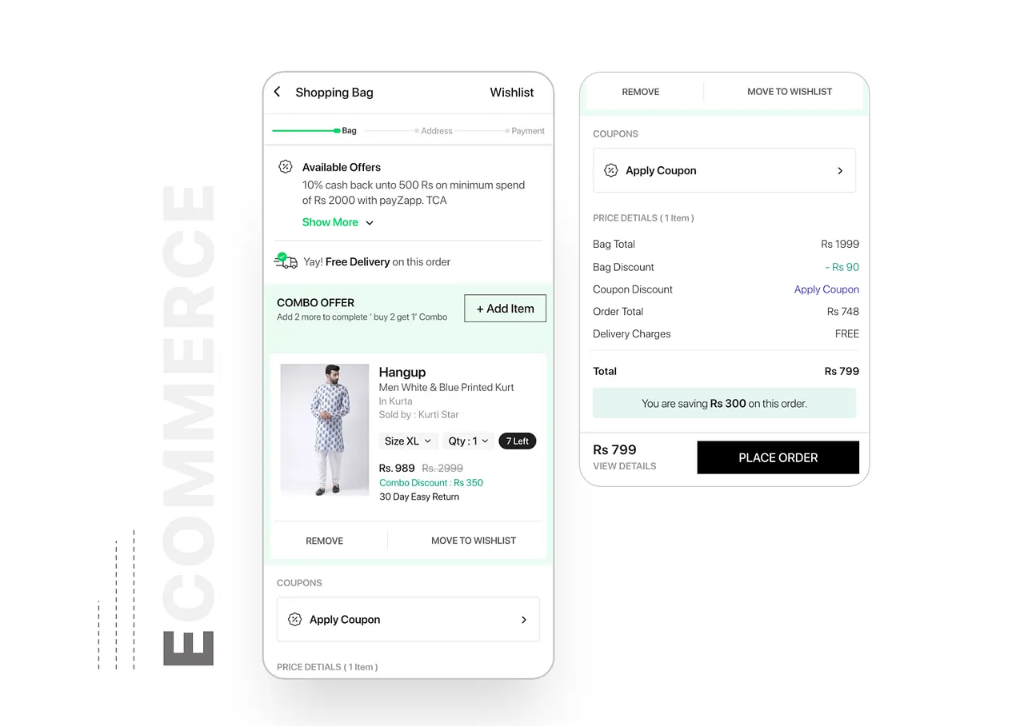 ECOMMERCE
Shopping Bag
Wishlist
Bag
Address
Payment
Available Offers
10% cash back unto 500 Rs on minimum spend
of Rs 2000 with payZapp. TCA
Show More
Yay! Free Delivery on this order
COMBO OFFER
Add 2 more to complete ‘ buy 2 get 1’ Combo
+ Add Item
Hangup
Men White & Blue Printed Kurt
In Kurta
Sold by : Kurti Star
Size XL
Qty : 1
7 Left
Rs. 989 Rs. 2999
Combo Discount : Rs 350
30 Day Easy Return
REMOVE
MOVE TO WISHLIST
COUPONS
Apply Coupon
PRICE DETIALS ( 1 Item )
REMOVE
MOVE TO WISHLIST
COUPONS
Apply Coupon
PRICE DETIALS ( 1 Item )
Bag Total Rs 1999
Bag Discount - Rs 90
Coupon Discount Apply Coupon
Order Total Rs 748
Delivery Charges FREE
Total Rs 799
You are saving Rs 300 on this order.
Rs 799
VIEW DETAILS
PLACE ORDER